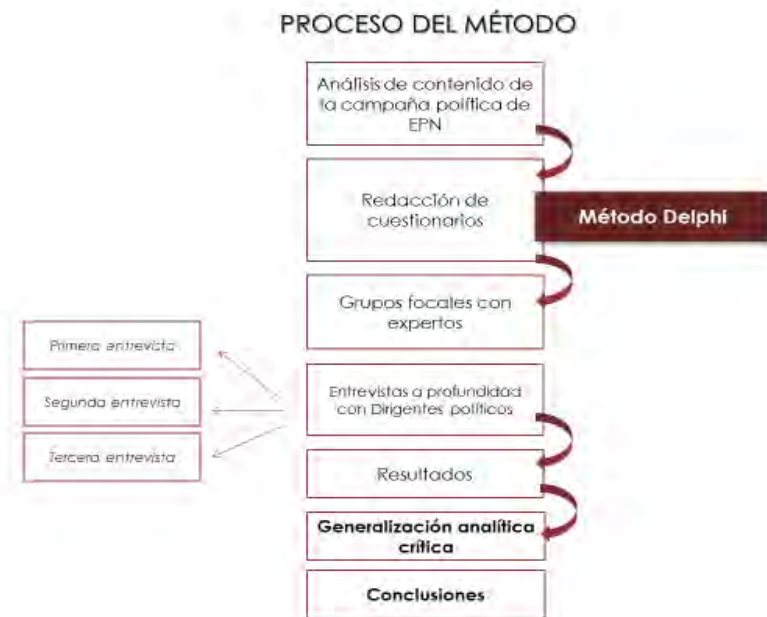 PROCESO DEL MÉTODO
Análisis de contenido de
la campaña política de
EPN
Redacción de
cuestionarios
Método Delphi
Grupos focales con
expertos
Primera entrevista
Segunda entrevista
Tercera entrevista
Entrevistas a profundidad
con Dirigentes políticos
Resultados
Generalización analítica
crítica
Conclusiones